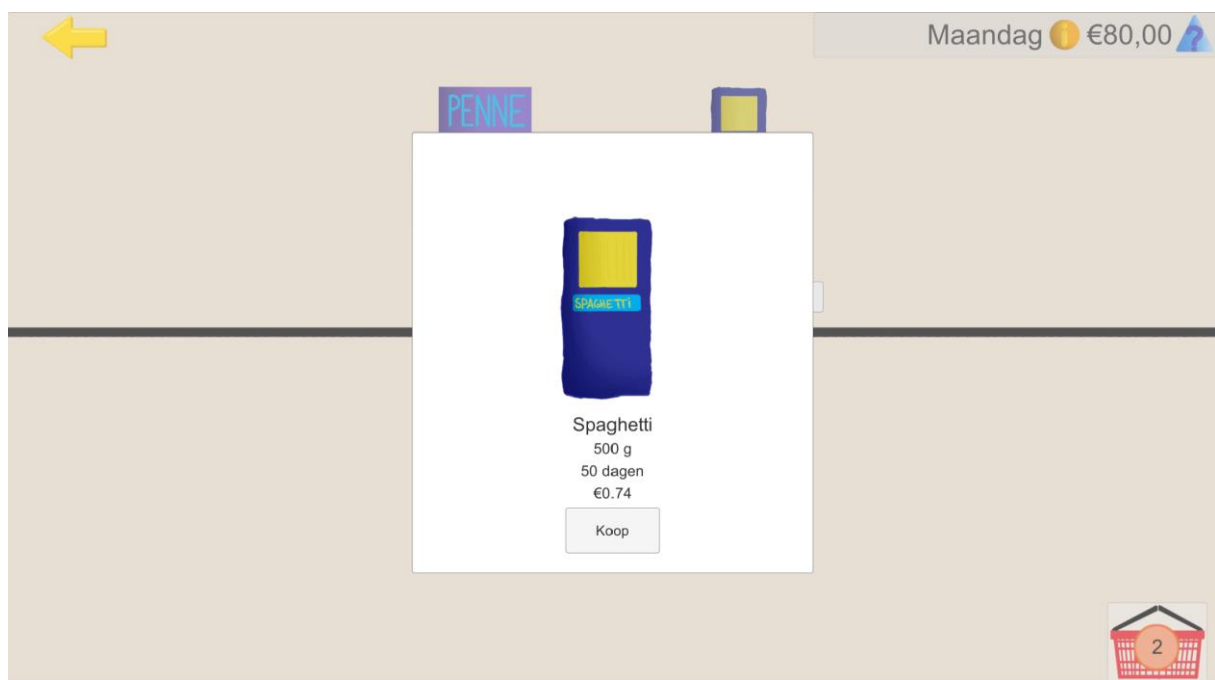 Maandag i €80,00 ?
PENNE
SPAGHETTI
Spaghetti
500 g
50 dagen
€0.74
Koop
2